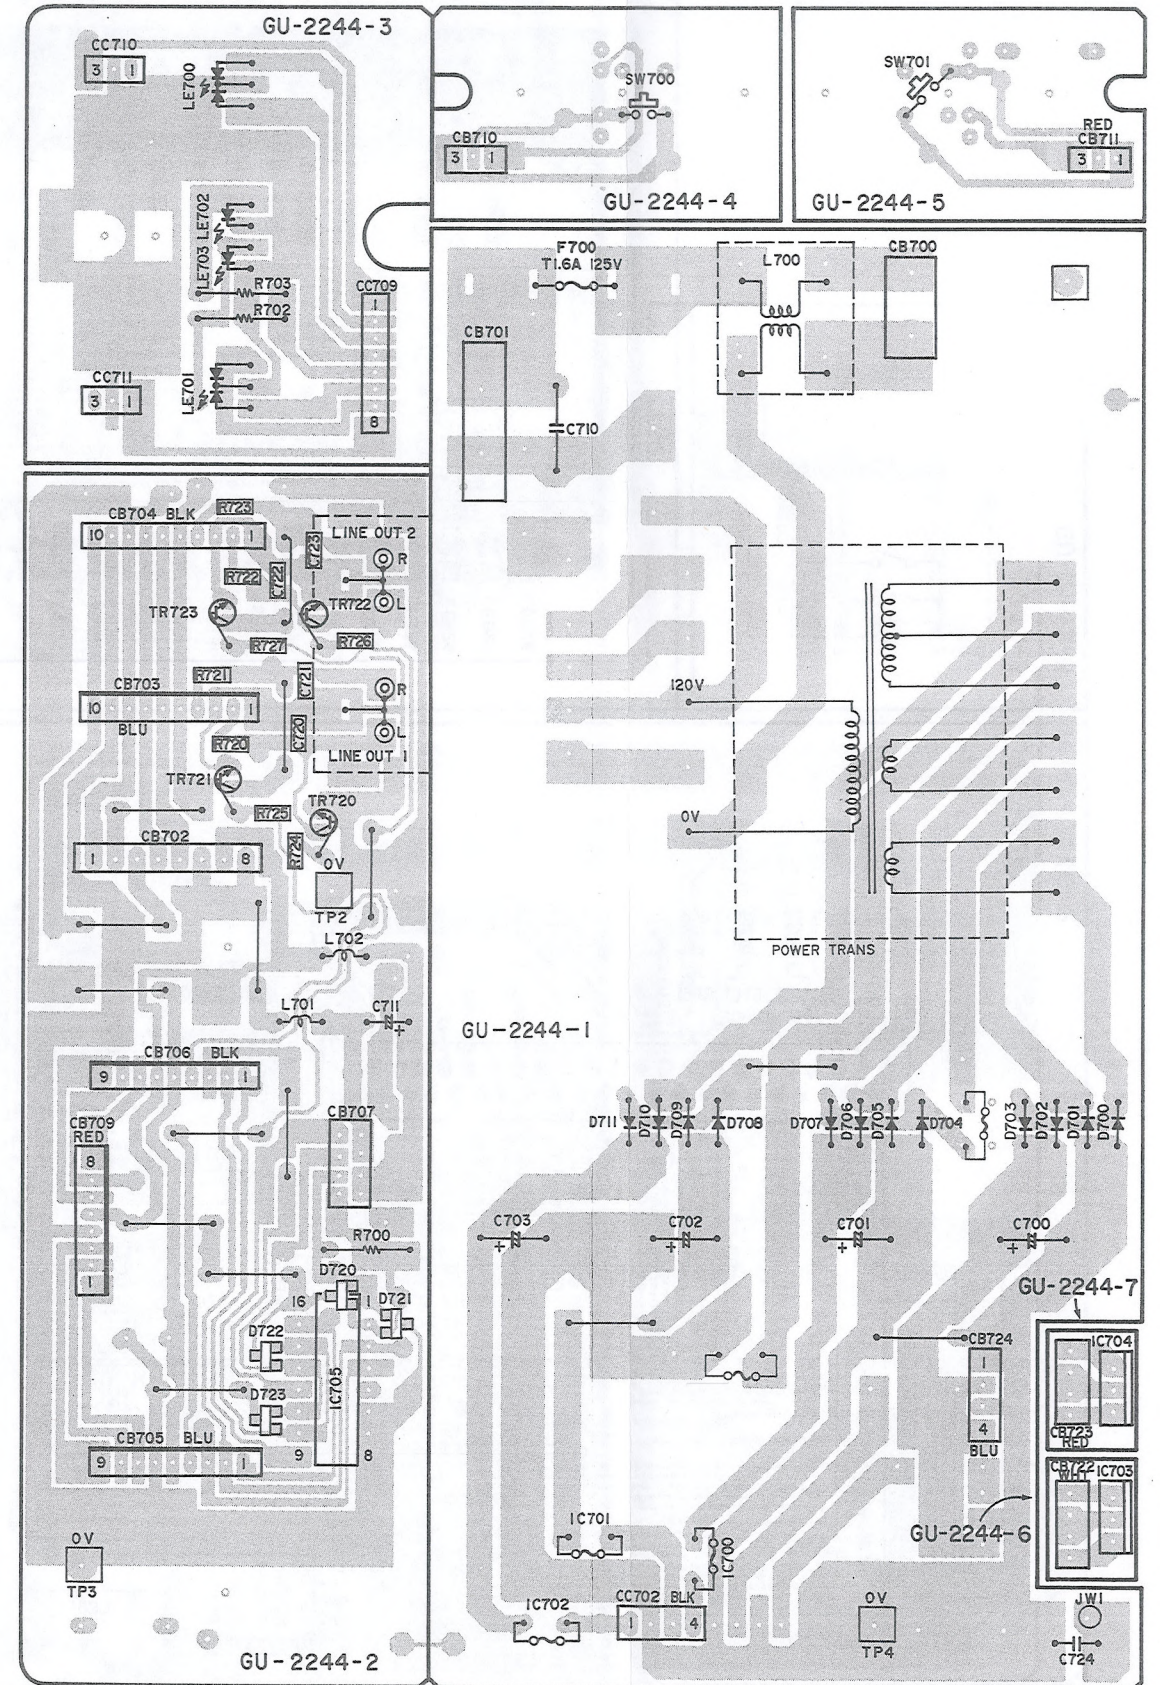 GU-2244-3
CC710
3 1
LE700
LE702
LE703
R703
R702
CC709
1
8
CC711
3 1
LE701
SW700
CB710
3 1
GU-2244-4
SW701
RED
CB711
3 1
GU-2244-5
F700
T1.6A 125V
L700
CB700
CB701
C710
CB704 BLK
10 1
R723
LINE OUT 2
C723
R
R722
C722
L
TR723
TR722
R727
R726
R721
C721
CB703
10 1
BLU
R
C720
L
R720
LINE OUT 1
TR721
TR720
R725
R724
CB702
1 8
0V
TP2
L702
L701
C711
120V
0V
POWER TRANS
GU-2244-1
CB706 BLK
9 1
CB709
RED
8
1
CB707
D711
D710
D709
D708
D707
D706
D705
D704
D703
D702
D701
D700
C703
+
C702
+
C701
+
C700
+
R700
D720
16 1
D721
D722
IC705
D723
9 8
CB705 BLU
9 1
GU-2244-7
CB724
1
4
BLU
IC704
CB723
RED
CB722
WHT
IC703
GU-2244-6
IC701
IC700
IC702
CC702 BLK
1 4
0V
TP4
JW1
C724
0V
TP3
GU-2244-2